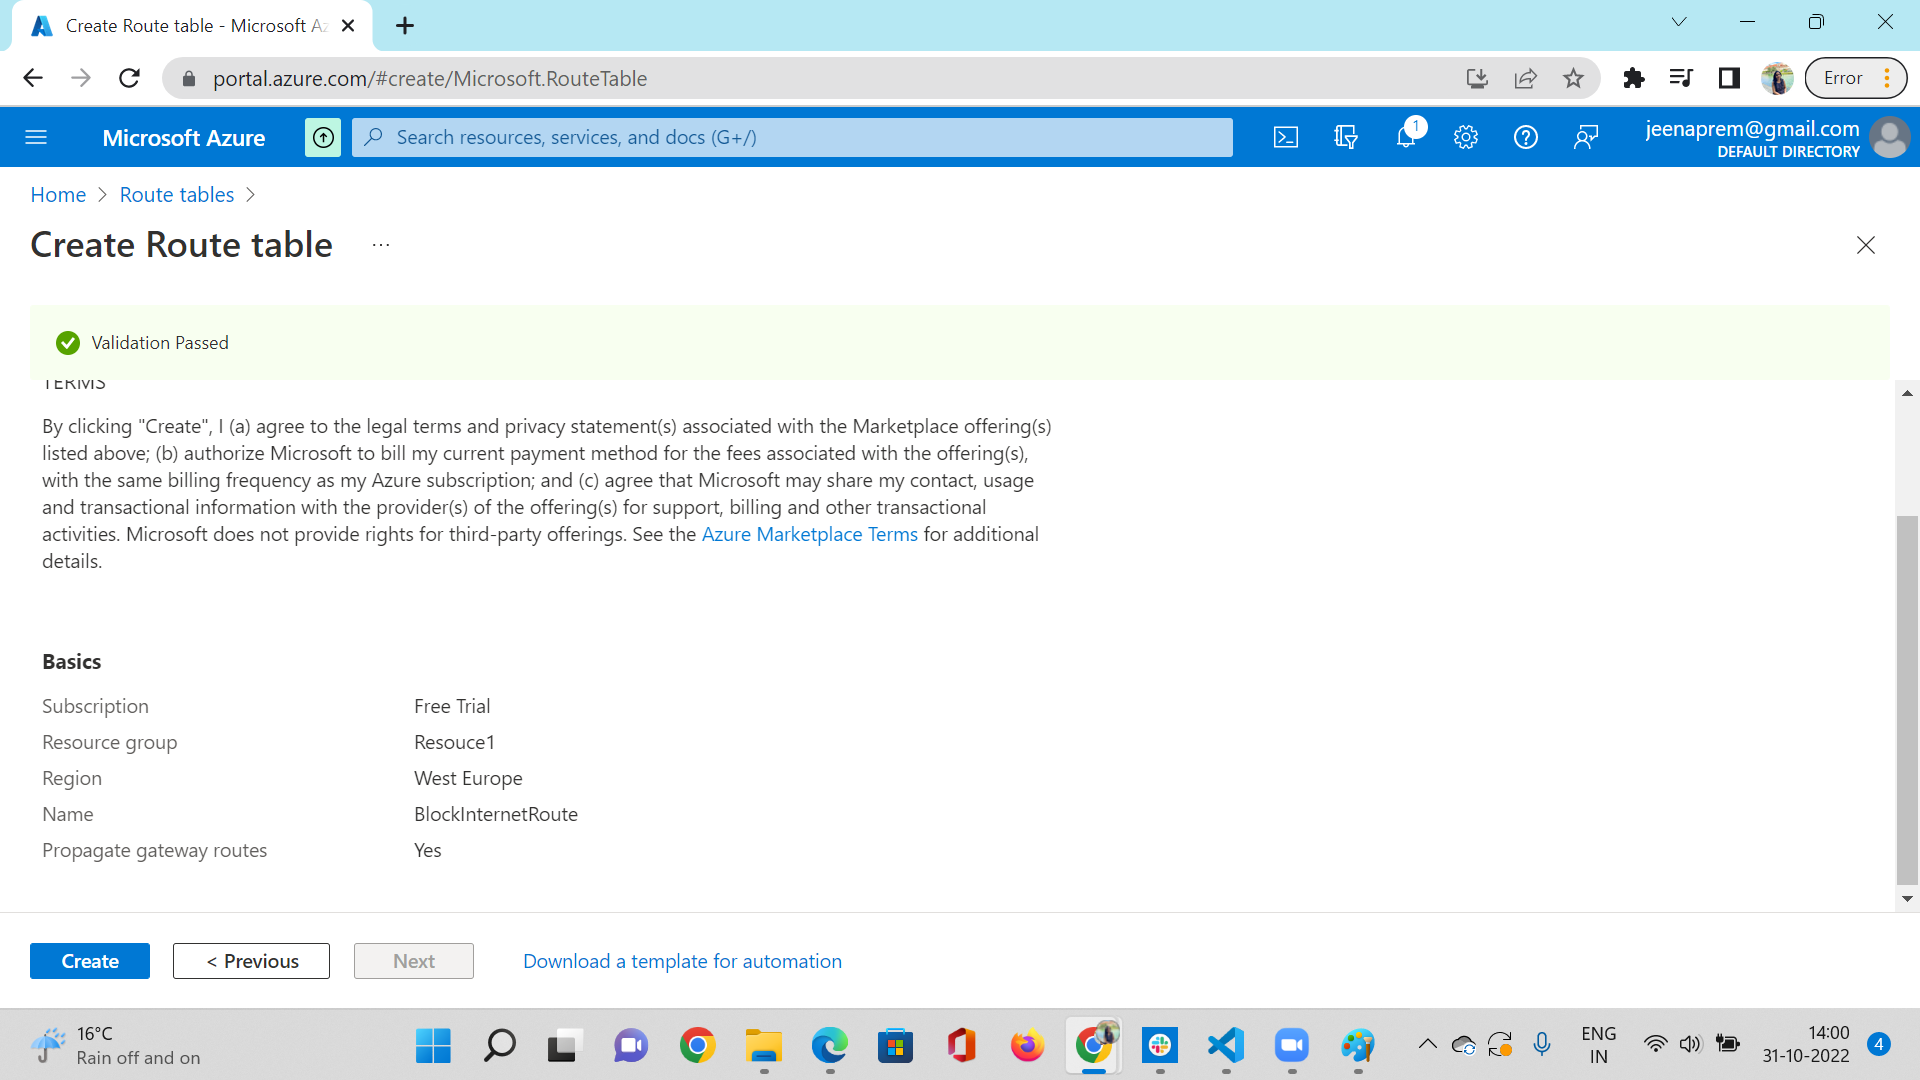 Create Route table - Microsoft Az
portal.azure.com/#create/Microsoft.RouteTable
Error
Microsoft Azure
Search resources, services, and docs (G+/)
1
jeenaprem@gmail.com
DEFAULT DIRECTORY
Home > Route tables >
Create Route table ...
Validation Passed
TERMS
By clicking "Create", I (a) agree to the legal terms and privacy statement(s) associated with the Marketplace offering(s)
listed above; (b) authorize Microsoft to bill my current payment method for the fees associated with the offering(s),
with the same billing frequency as my Azure subscription; and (c) agree that Microsoft may share my contact, usage
and transactional information with the provider(s) of the offering(s) for support, billing and other transactional
activities. Microsoft does not provide rights for third-party offerings. See the Azure Marketplace Terms for additional
details.
Basics
Subscription Free Trial
Resource group Resouce1
Region West Europe
Name BlockInternetRoute
Propagate gateway routes Yes
Create < Previous Next Download a template for automation
16°C
Rain off and on
ENG
IN
14:00
31-10-2022
4